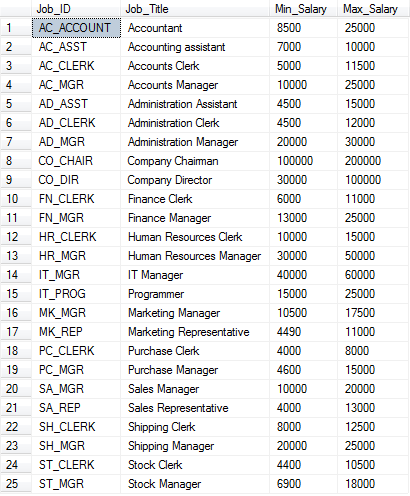 Job_ID Job_Title Min_Salary Max_Salary
1 AC_ACCOUNT Accountant 8500 25000
2 AC_ASST Accounting assistant 7000 10000
3 AC_CLERK Accounts Clerk 5000 11500
4 AC_MGR Accounts Manager 10000 25000
5 AD_ASST Administration Assistant 4500 15000
6 AD_CLERK Administration Clerk 4500 12000
7 AD_MGR Administration Manager 20000 30000
8 CO_CHAIR Company Chairman 100000 200000
9 CO_DIR Company Director 30000 100000
10 FN_CLERK Finance Clerk 6000 11000
11 FN_MGR Finance Manager 13000 25000
12 HR_CLERK Human Resources Clerk 10000 15000
13 HR_MGR Human Resources Manager 30000 50000
14 IT_MGR IT Manager 40000 60000
15 IT_PROG Programmer 15000 25000
16 MK_MGR Marketing Manager 10500 17500
17 MK_REP Marketing Representative 4490 11000
18 PC_CLERK Purchase Clerk 4000 8000
19 PC_MGR Purchase Manager 4600 15000
20 SA_MGR Sales Manager 10000 20000
21 SA_REP Sales Representative 4000 13000
22 SH_CLERK Shipping Clerk 8000 12500
23 SH_MGR Shipping Manager 20000 25000
24 ST_CLERK Stock Clerk 4400 10500
25 ST_MGR Stock Manager 6900 18000